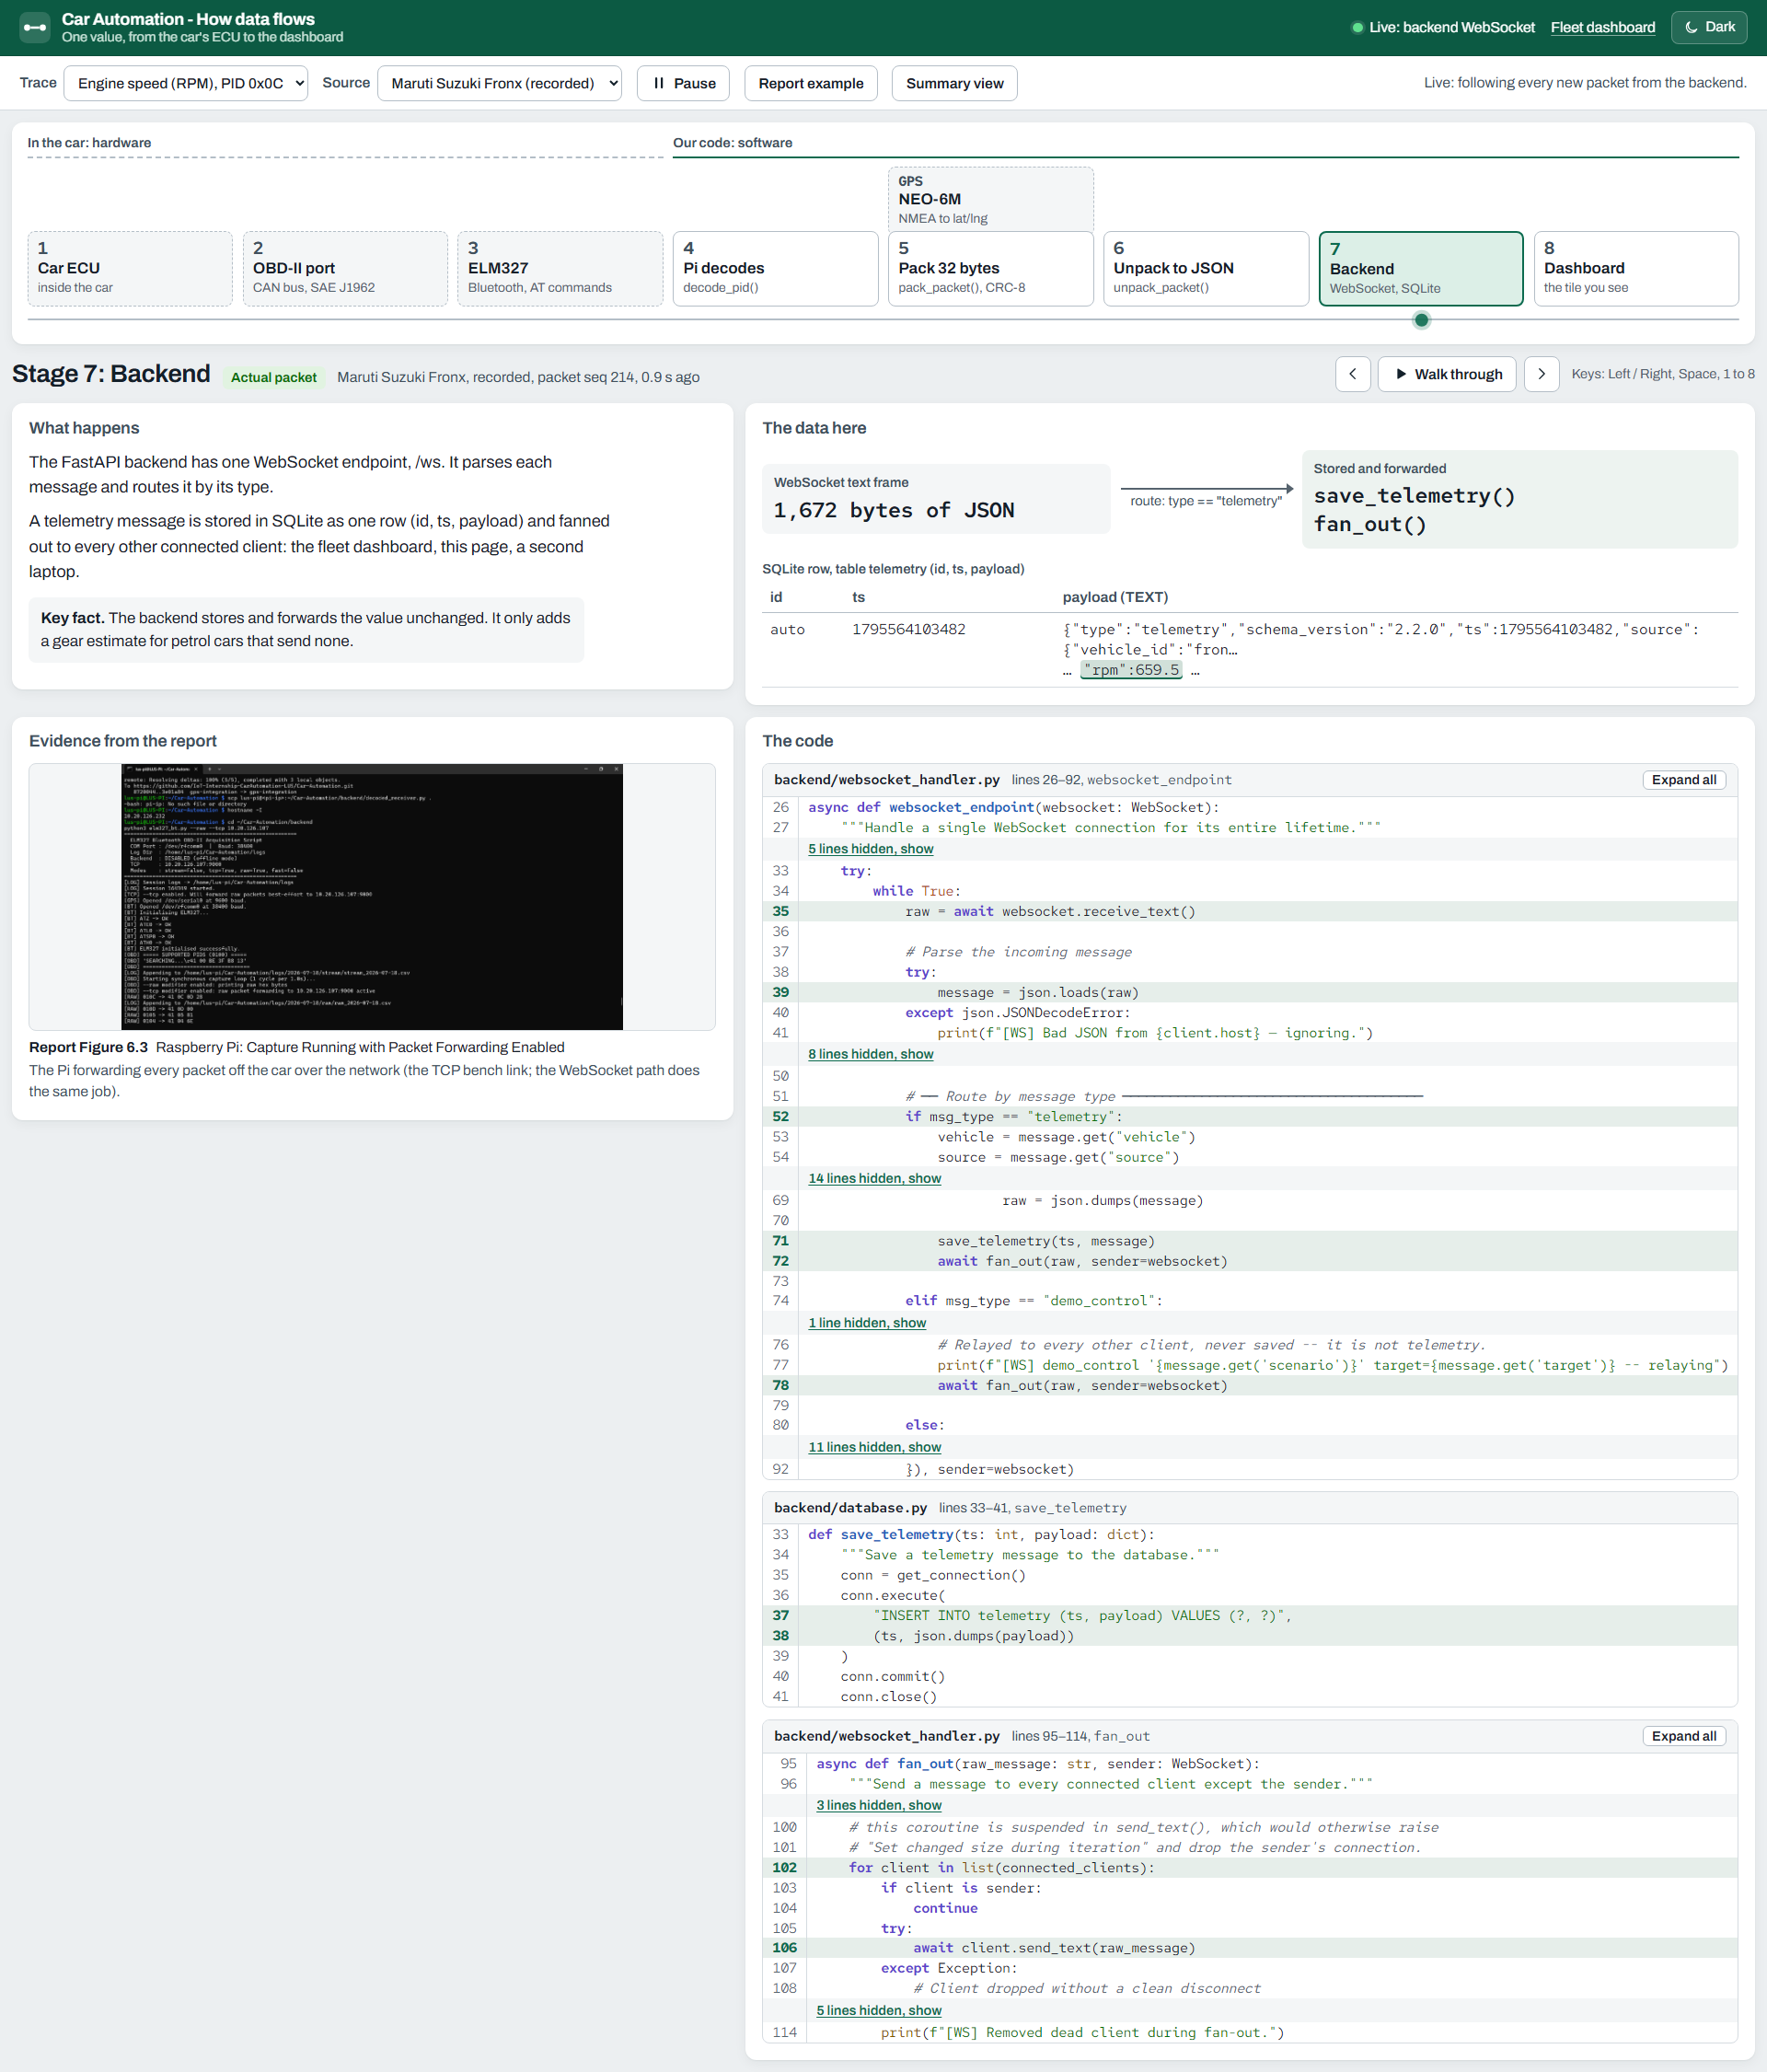 Car Automation - How data flows
One value, from the car's ECU to the dashboard
Live: backend WebSocket
Fleet dashboard
Dark
Trace
Engine speed (RPM), PID 0x0C
Source
Maruti Suzuki Fronx (recorded)
Pause
Report example
Summary view
Live: following every new packet from the backend.
In the car: hardware
Our code: software
GPS
NEO-6M
NMEA to lat/lng
1
Car ECU
inside the car
2
OBD-II port
CAN bus, SAE J1962
3
ELM327
Bluetooth, AT commands
4
Pi decodes
decode_pid()
5
Pack 32 bytes
pack_packet(), CRC-8
6
Unpack to JSON
unpack_packet()
7
Backend
WebSocket, SQLite
8
Dashboard
the tile you see
Stage 7: Backend
Actual packet
Maruti Suzuki Fronx, recorded, packet seq 214, 0.9 s ago
Walk through
Keys: Left / Right, Space, 1 to 8
What happens
The FastAPI backend has one WebSocket endpoint, /ws. It parses each
message and routes it by its type.
A telemetry message is stored in SQLite as one row (id, ts, payload) and fanned
out to every other connected client: the fleet dashboard, this page, a second
laptop.
Key fact. The backend stores and forwards the value unchanged. It only adds
a gear estimate for petrol cars that send none.
The data here
WebSocket text frame
1,672 bytes of JSON
route: type == "telemetry"
Stored and forwarded
save_telemetry()
fan_out()
SQLite row, table telemetry (id, ts, payload)
id ts payload (TEXT)
auto 1795564103482 {"type":"telemetry","schema_version":"2.2.0","ts":1795564103482,"source":
{"vehicle_id":"fron…
… "rpm":659.5 …
Evidence from the report
Report Figure 6.3 Raspberry Pi: Capture Running with Packet Forwarding Enabled
The Pi forwarding every packet off the car over the network (the TCP bench link; the WebSocket path does
the same job).
The code
backend/websocket_handler.py lines 26–92, websocket_endpoint
Expand all
26 async def websocket_endpoint(websocket: WebSocket):
27 """Handle a single WebSocket connection for its entire lifetime."""
5 lines hidden, show
33 try:
34 while True:
35 raw = await websocket.receive_text()
36
37 # Parse the incoming message
38 try:
39 message = json.loads(raw)
40 except json.JSONDecodeError:
41 print(f"[WS] Bad JSON from {client.host} — ignoring.")
8 lines hidden, show
50
51 # ── Route by message type ─────────────────────────────────────
52 if msg_type == "telemetry":
53 vehicle = message.get("vehicle")
54 source = message.get("source")
14 lines hidden, show
69 raw = json.dumps(message)
70
71 save_telemetry(ts, message)
72 await fan_out(raw, sender=websocket)
73
74 elif msg_type == "demo_control":
1 line hidden, show
76 # Relayed to every other client, never saved -- it is not telemetry.
77 print(f"[WS] demo_control '{message.get('scenario')}' target={message.get('target')} -- relaying")
78 await fan_out(raw, sender=websocket)
79
80 else:
11 lines hidden, show
92 }), sender=websocket)
backend/database.py lines 33–41, save_telemetry
33 def save_telemetry(ts: int, payload: dict):
34 """Save a telemetry message to the database."""
35 conn = get_connection()
36 conn.execute(
37 "INSERT INTO telemetry (ts, payload) VALUES (?, ?)",
38 (ts, json.dumps(payload))
39 )
40 conn.commit()
41 conn.close()
backend/websocket_handler.py lines 95–114, fan_out
Expand all
95 async def fan_out(raw_message: str, sender: WebSocket):
96 """Send a message to every connected client except the sender."""
3 lines hidden, show
100 # this coroutine is suspended in send_text(), which would otherwise raise
101 # "Set changed size during iteration" and drop the sender's connection.
102 for client in list(connected_clients):
103 if client is sender:
104 continue
105 try:
106 await client.send_text(raw_message)
107 except Exception:
108 # Client dropped without a clean disconnect
5 lines hidden, show
114 print(f"[WS] Removed dead client during fan-out.")